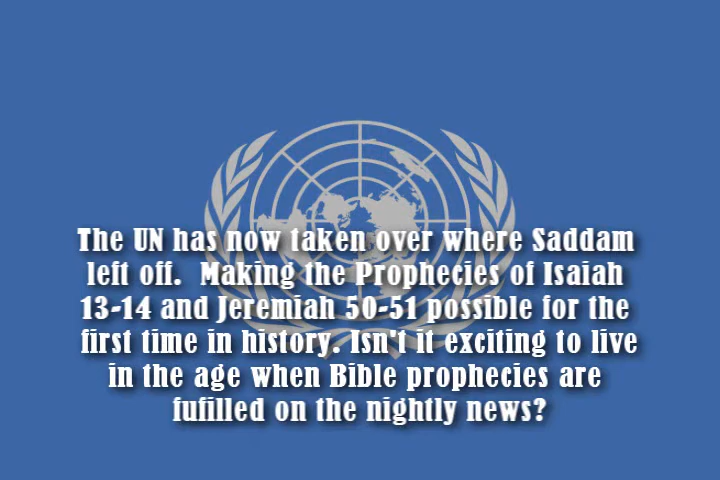 The UN has now taken over where Saddam
left off.  Making the Prophecies of Isaiah
13-14 and Jeremiah 50-51 possible for the
first time in history. Isn't it exciting to live
in the age when Bible prophecies are
fufilled on the nightly news?